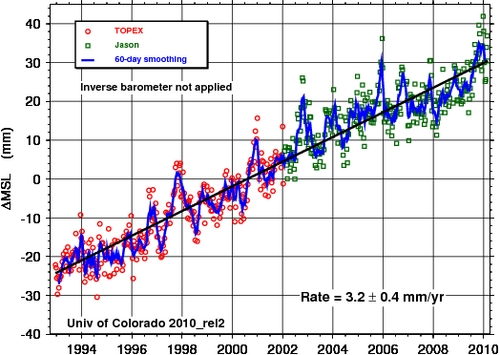 TOPEX
Jason
60-day smoothing
Inverse barometer not applied
40
30
20
10
0
-10
-20
-30
-40
ΔMSL (mm)
Rate = 3.2 ± 0.4 mm/yr
Univ of Colorado 2010_rel2
1994 1996 1998 2000 2002 2004 2006 2008 2010